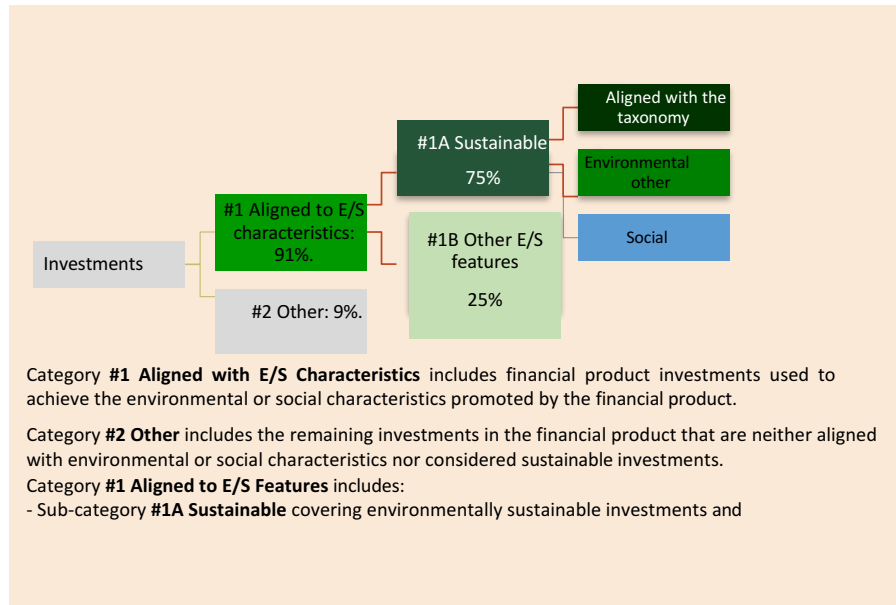 Aligned with the
taxonomy
#1A Sustainable
75%
Environmental
other
#1 Aligned to E/S
characteristics:
91%.
#1B Other E/S
features
25%
Social
Investments
#2 Other: 9%.
Category #1 Aligned with E/S Characteristics includes financial product investments used to
achieve the environmental or social characteristics promoted by the financial product.
Category #2 Other includes the remaining investments in the financial product that are neither aligned
with environmental or social characteristics nor considered sustainable investments.
Category #1 Aligned to E/S Features includes:
- Sub-category #1A Sustainable covering environmentally sustainable investments and